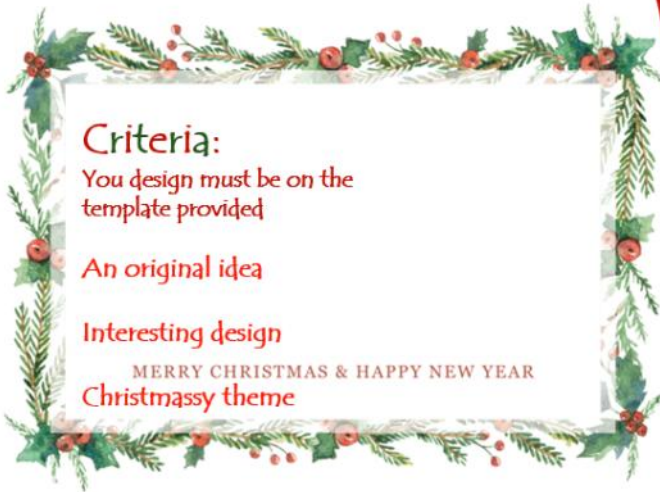 Criteria:
You design must be on the
template provided
An original idea
Interesting design
MERRY CHRISTMAS & HAPPY NEW YEAR
Christmassy theme